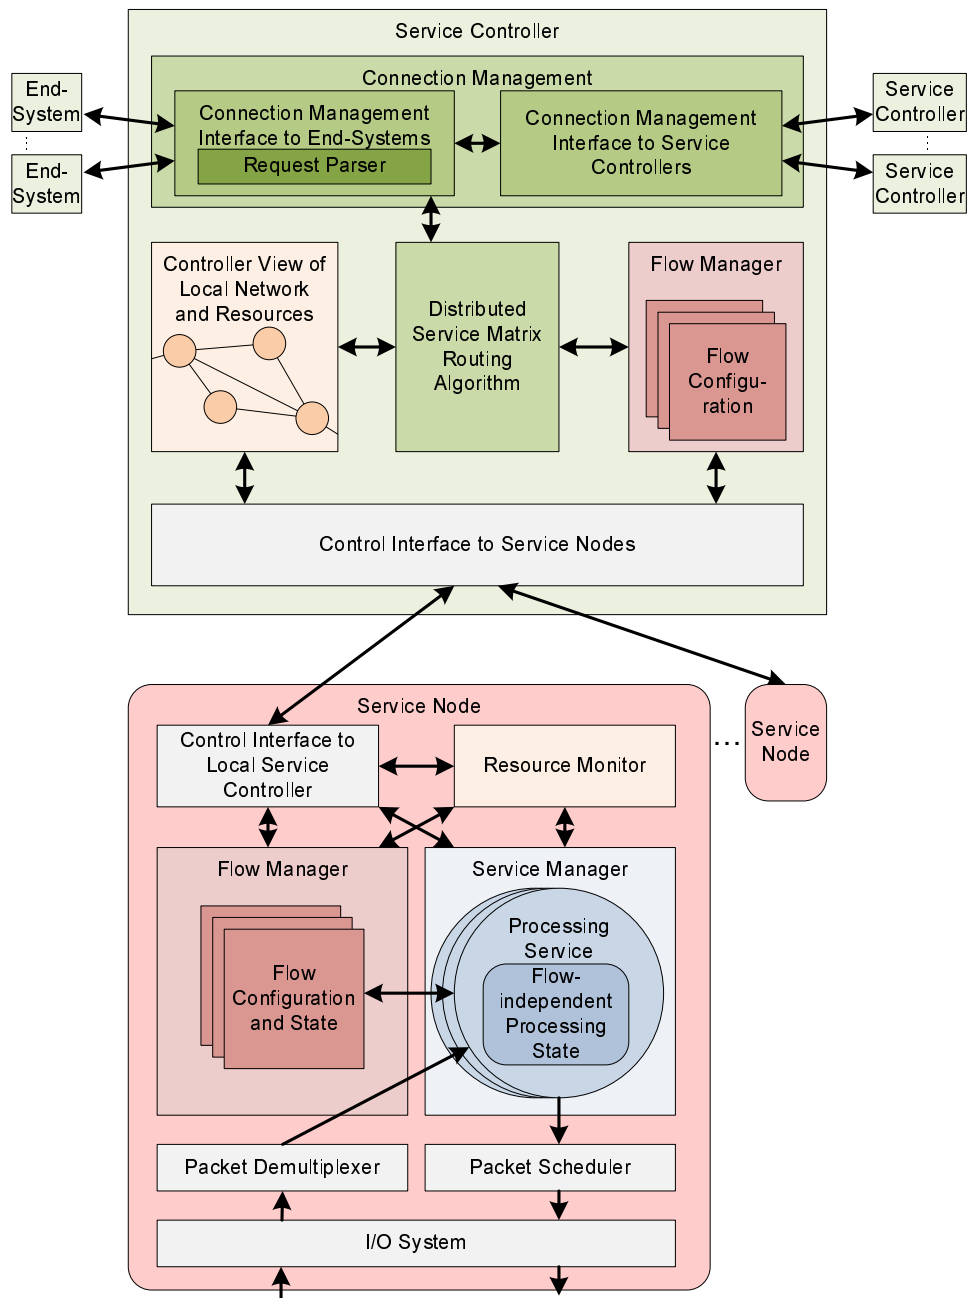 Service Controller
Connection Management
End-
System
End-
System
Connection Management
Interface to End-Systems
Request Parser
Connection Management
Interface to Service
Controllers
Service
Controller
Service
Controller
Controller View of
Local Network
and Resources
Distributed
Service Matrix
Routing
Algorithm
Flow Manager
Flow
Configu-
ration
Control Interface to Service Nodes
Service Node
Control Interface to
Local Service
Controller
Resource Monitor
...
Service
Node
Flow Manager
Flow
Configuration
and State
Service Manager
Processing
Service
Flow-
independent
Processing
State
Packet Demultiplexer
Packet Scheduler
I/O System